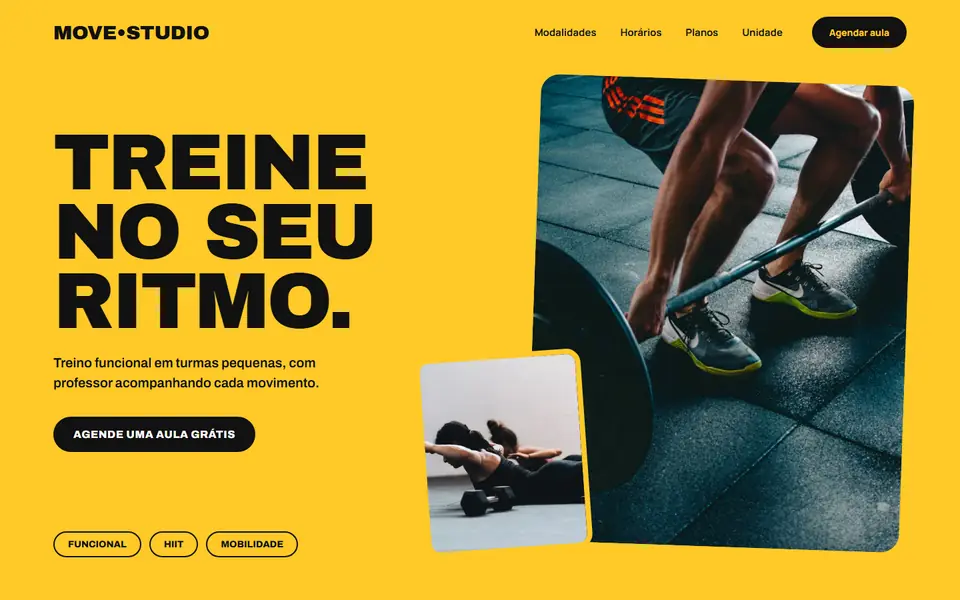 MOVE•STUDIO
Modalidades
Horários
Planos
Unidade
Agendar aula
TREINE
NO SEU
RITMO.
Treino funcional em turmas pequenas, com
professor acompanhando cada movimento.
AGENDE UMA AULA GRÁTIS
FUNCIONAL
HIIT
MOBILIDADE